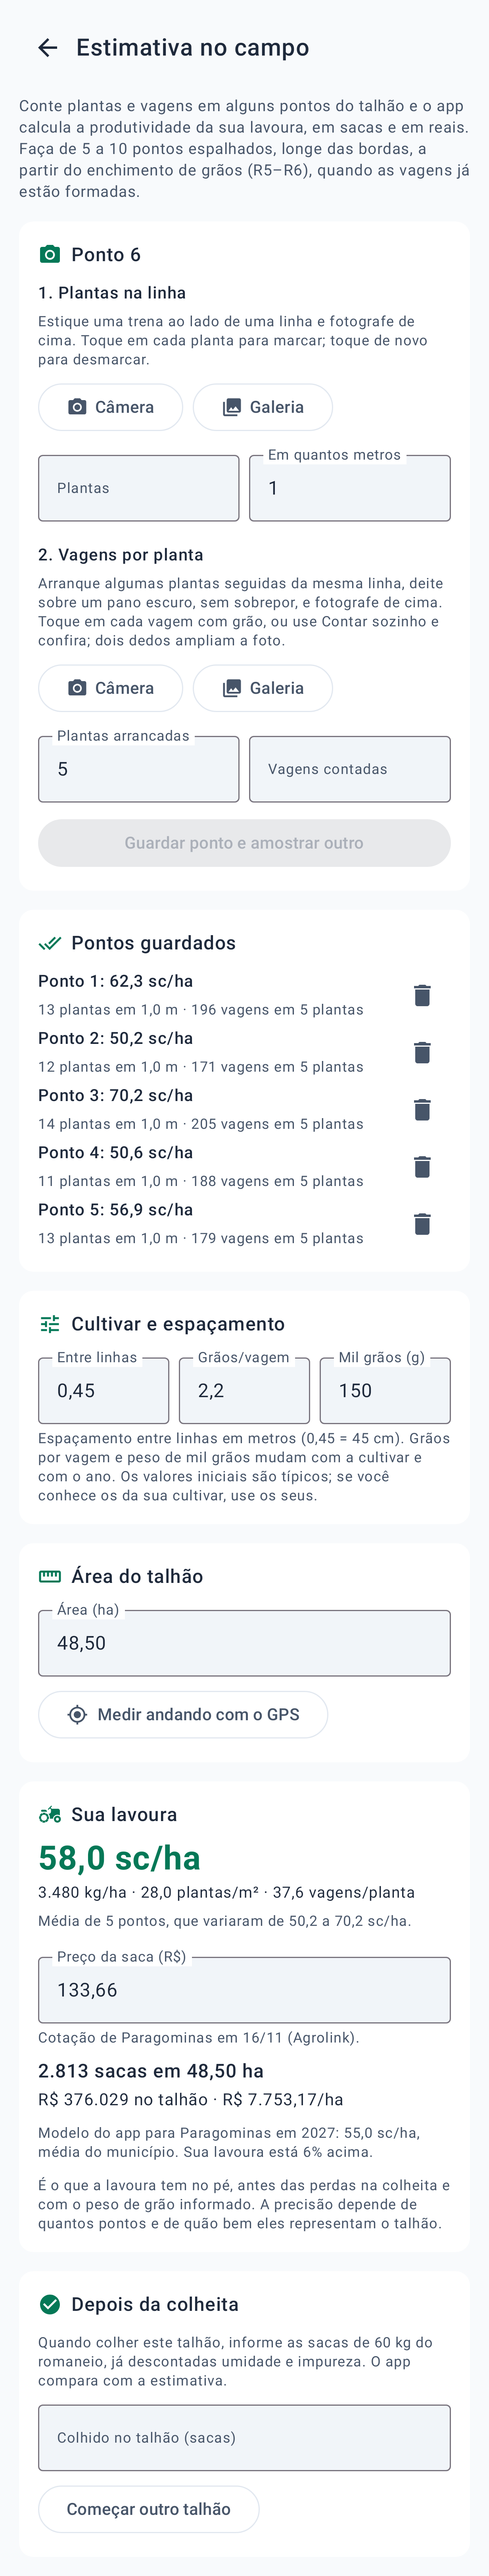 Estimativa no campo
Conte plantas e vagens em alguns pontos do talhão e o app
calcula a produtividade da sua lavoura, em sacas e em reais.
Faça de 5 a 10 pontos espalhados, longe das bordas, a
partir do enchimento de grãos (R5–R6), quando as vagens já
estão formadas.
Ponto 6
1. Plantas na linha
Estique uma trena ao lado de uma linha e fotografe de
cima. Toque em cada planta para marcar; toque de novo
para desmarcar.
Câmera
Galeria
Plantas
Em quantos metros
1
2. Vagens por planta
Arranque algumas plantas seguidas da mesma linha, deite
sobre um pano escuro, sem sobrepor, e fotografe de cima.
Toque em cada vagem com grão, ou use Contar sozinho e
confira; dois dedos ampliam a foto.
Câmera
Galeria
Plantas arrancadas
5
Vagens contadas
Guardar ponto e amostrar outro
Pontos guardados
Ponto 1: 62,3 sc/ha
13 plantas em 1,0 m · 196 vagens em 5 plantas
Ponto 2: 50,2 sc/ha
12 plantas em 1,0 m · 171 vagens em 5 plantas
Ponto 3: 70,2 sc/ha
14 plantas em 1,0 m · 205 vagens em 5 plantas
Ponto 4: 50,6 sc/ha
11 plantas em 1,0 m · 188 vagens em 5 plantas
Ponto 5: 56,9 sc/ha
13 plantas em 1,0 m · 179 vagens em 5 plantas
Cultivar e espaçamento
Entre linhas
0,45
Grãos/vagem
2,2
Mil grãos (g)
150
Espaçamento entre linhas em metros (0,45 = 45 cm). Grãos
por vagem e peso de mil grãos mudam com a cultivar e
com o ano. Os valores iniciais são típicos; se você
conhece os da sua cultivar, use os seus.
Área do talhão
Área (ha)
48,50
Medir andando com o GPS
Sua lavoura
58,0 sc/ha
3.480 kg/ha · 28,0 plantas/m² · 37,6 vagens/planta
Média de 5 pontos, que variaram de 50,2 a 70,2 sc/ha.
Preço da saca (R$)
133,66
Cotação de Paragominas em 16/11 (Agrolink).
2.813 sacas em 48,50 ha
R$ 376.029 no talhão · R$ 7.753,17/ha
Modelo do app para Paragominas em 2027: 55,0 sc/ha,
média do município. Sua lavoura está 6% acima.
É o que a lavoura tem no pé, antes das perdas na colheita e
com o peso de grão informado. A precisão depende de
quantos pontos e de quão bem eles representam o talhão.
Depois da colheita
Quando colher este talhão, informe as sacas de 60 kg do
romaneio, já descontadas umidade e impureza. O app
compara com a estimativa.
Colhido no talhão (sacas)
Começar outro talhão